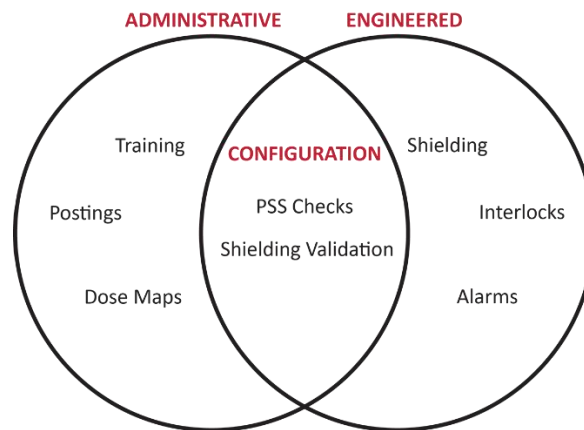 ADMINISTRATIVE
ENGINEERED
Training
Postings
Dose Maps
CONFIGURATION
PSS Checks
Shielding Validation
Shielding
Interlocks
Alarms